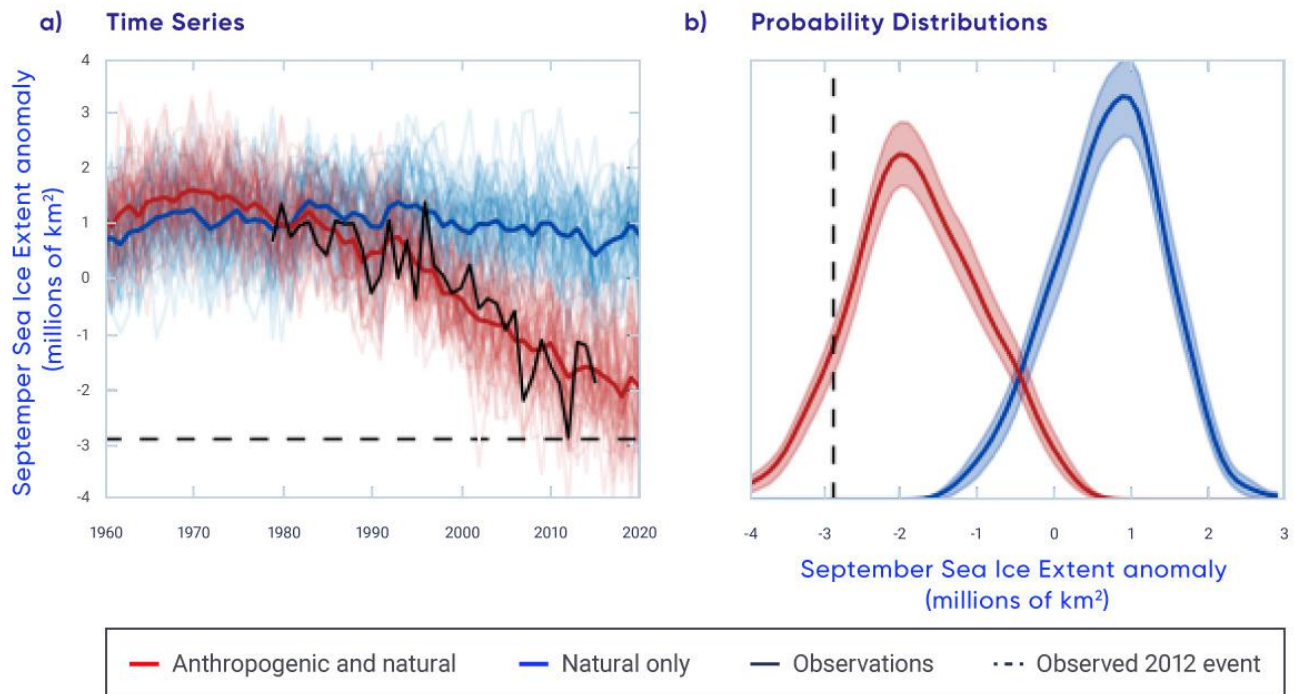 a) Time Series
4
3
2
1
0
-1
-2
-3
-4
Septemper Sea Ice Extent anomaly
(millions of km²)
1960 1970 1980 1990 2000 2010 2020
b) Probability Distributions
-4 -3 -2 -1 0 1 2 3
September Sea Ice Extent anomaly
(millions of km²)
Anthropogenic and natural Natural only Observations Observed 2012 event